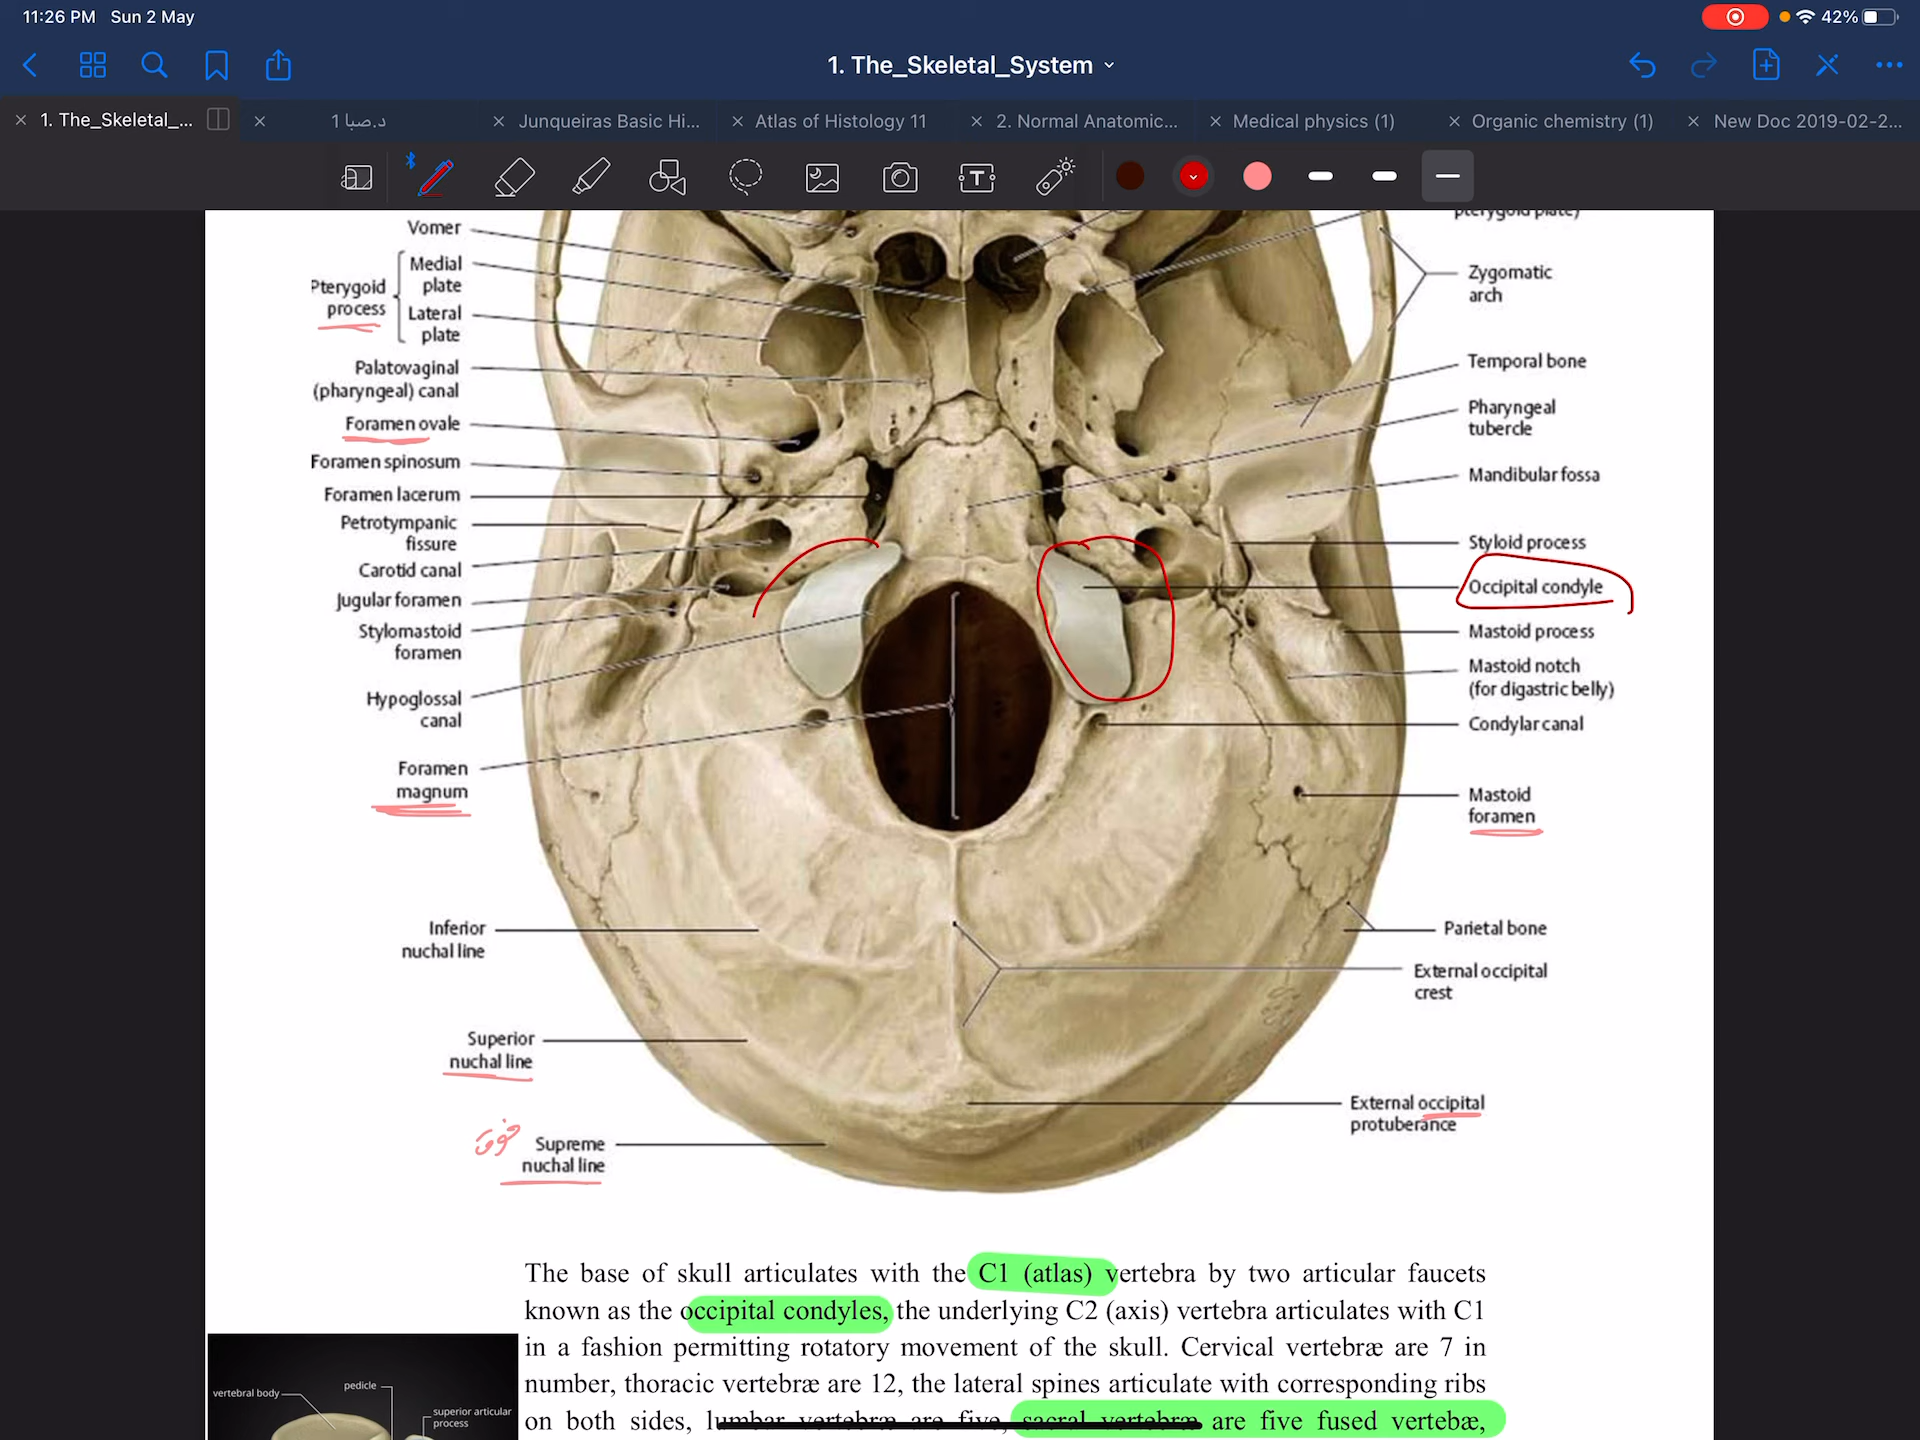 11:26 PM Sun 2 May
42%
1. The_Skeletal_System
1. The_Skeletal_...
د.صبا 1
Junqueiras Basic Hi...
Atlas of Histology 11
2. Normal Anatomic...
Medical physics (1)
Organic chemistry (1)
New Doc 2019-02-2...
Vomer
Pterygoid
process
Medial
plate
Lateral
plate
Palatovaginal
(pharyngeal) canal
Foramen ovale
Foramen spinosum
Foramen lacerum
Petrotympanic
fissure
Carotid canal
Jugular foramen
Stylomastoid
foramen
Hypoglossal
canal
Foramen
magnum
Inferior
nuchal line
Superior
nuchal line
فوق
Supreme
nuchal line
pterygoid plate)
Zygomatic
arch
Temporal bone
Pharyngeal
tubercle
Mandibular fossa
Styloid process
Occipital condyle
Mastoid process
Mastoid notch
(for digastric belly)
Condylar canal
Mastoid
foramen
Parietal bone
External occipital
crest
External occipital
protuberance
The base of skull articulates with the C1 (atlas) vertebra by two articular faucets
known as the occipital condyles, the underlying C2 (axis) vertebra articulates with C1
in a fashion permitting rotatory movement of the skull. Cervical vertebræ are 7 in
number, thoracic vertebræ are 12, the lateral spines articulate with corresponding ribs
on both sides, lumbar vertebræ are five, sacral vertebræ are five fused vertebæ,
vertebral body
pedicle
superior articular
process